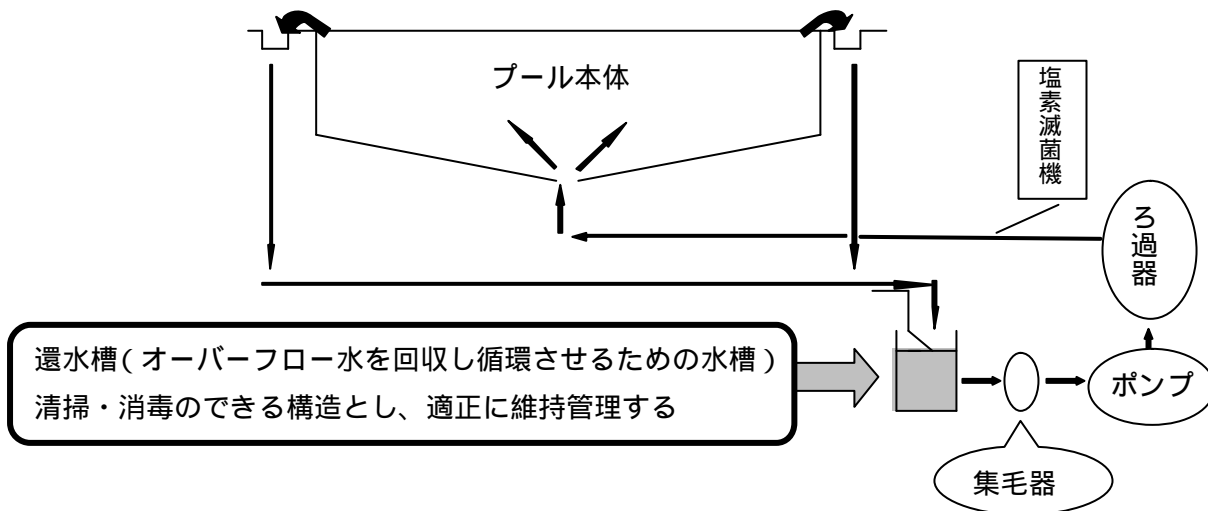 プール本体
塩素滅菌機
ろ過器
還水槽(オーバーフロー水を回収し循環させるための水槽)
清掃・消毒のできる構造とし、適正に維持管理する
ポンプ
集毛器